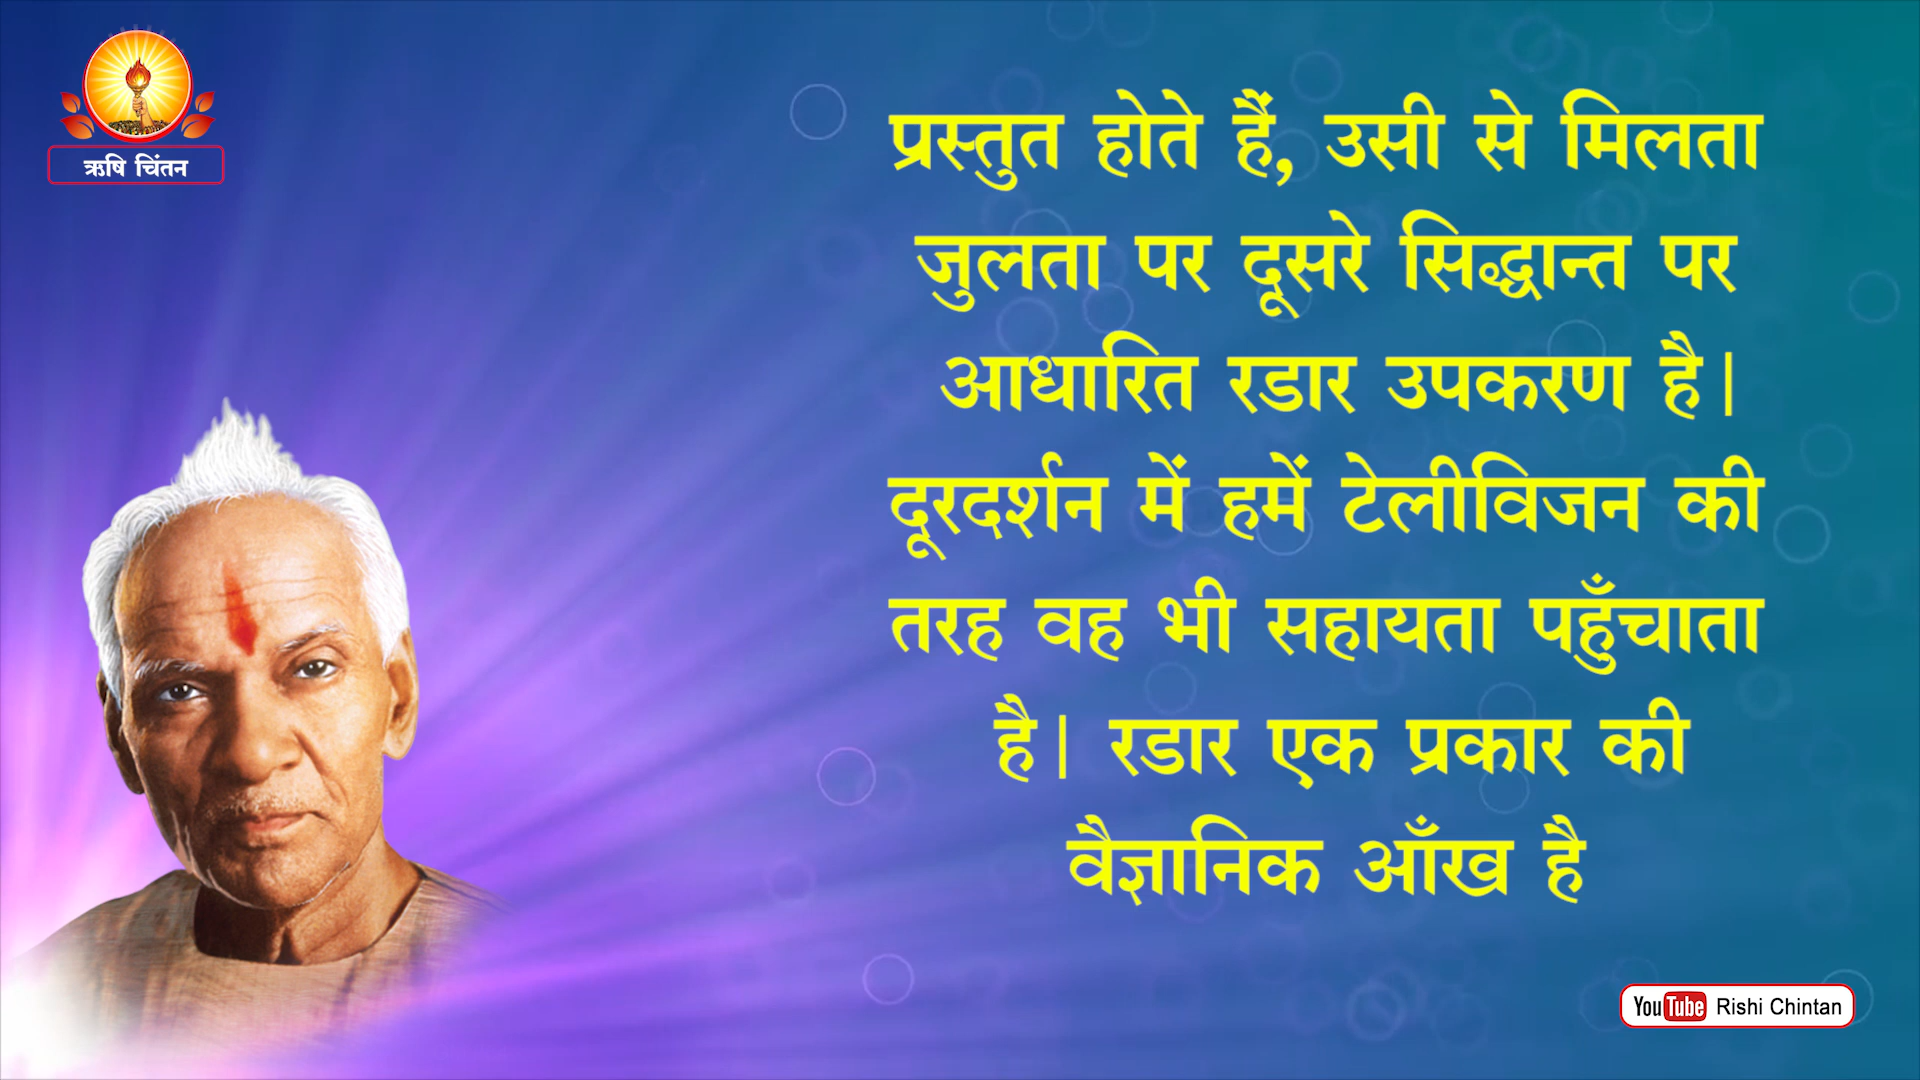 ऋषि चिंतन
प्रस्तुत होते हैं, उसी से मिलता
जुलता पर दूसरे सिद्धान्त पर
आधारित रडार उपकरण है|
दूरदर्शन में हमें टेलीविजन की
तरह वह भी सहायता पहुँचाता
है| रडार एक प्रकार की
वैज्ञानिक आँख है
YouTube Rishi Chintan